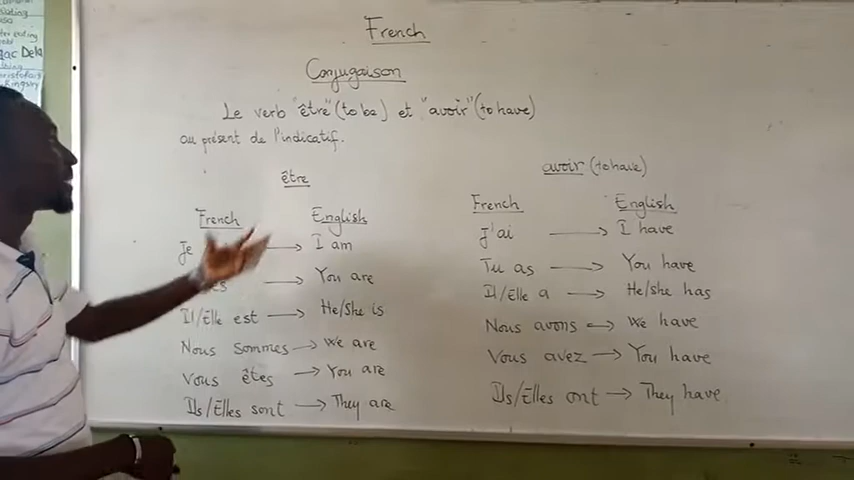 French
Conjugaison
Le verb "être" (to be) et "avoir" (to have)
au présent de l'indicatif.
être
French English
Je → I am
→ You are
Il/Elle est → He/she is
Nous sommes → We are
Vous êtes → You are
Ils/Elles sont → They are
avoir (to have)
French English
J'ai → I have
Tu as → You have
Il/Elle a → He/She has
Nous avons → We have
Vous avez → You have
Ils/Elles ont → They have